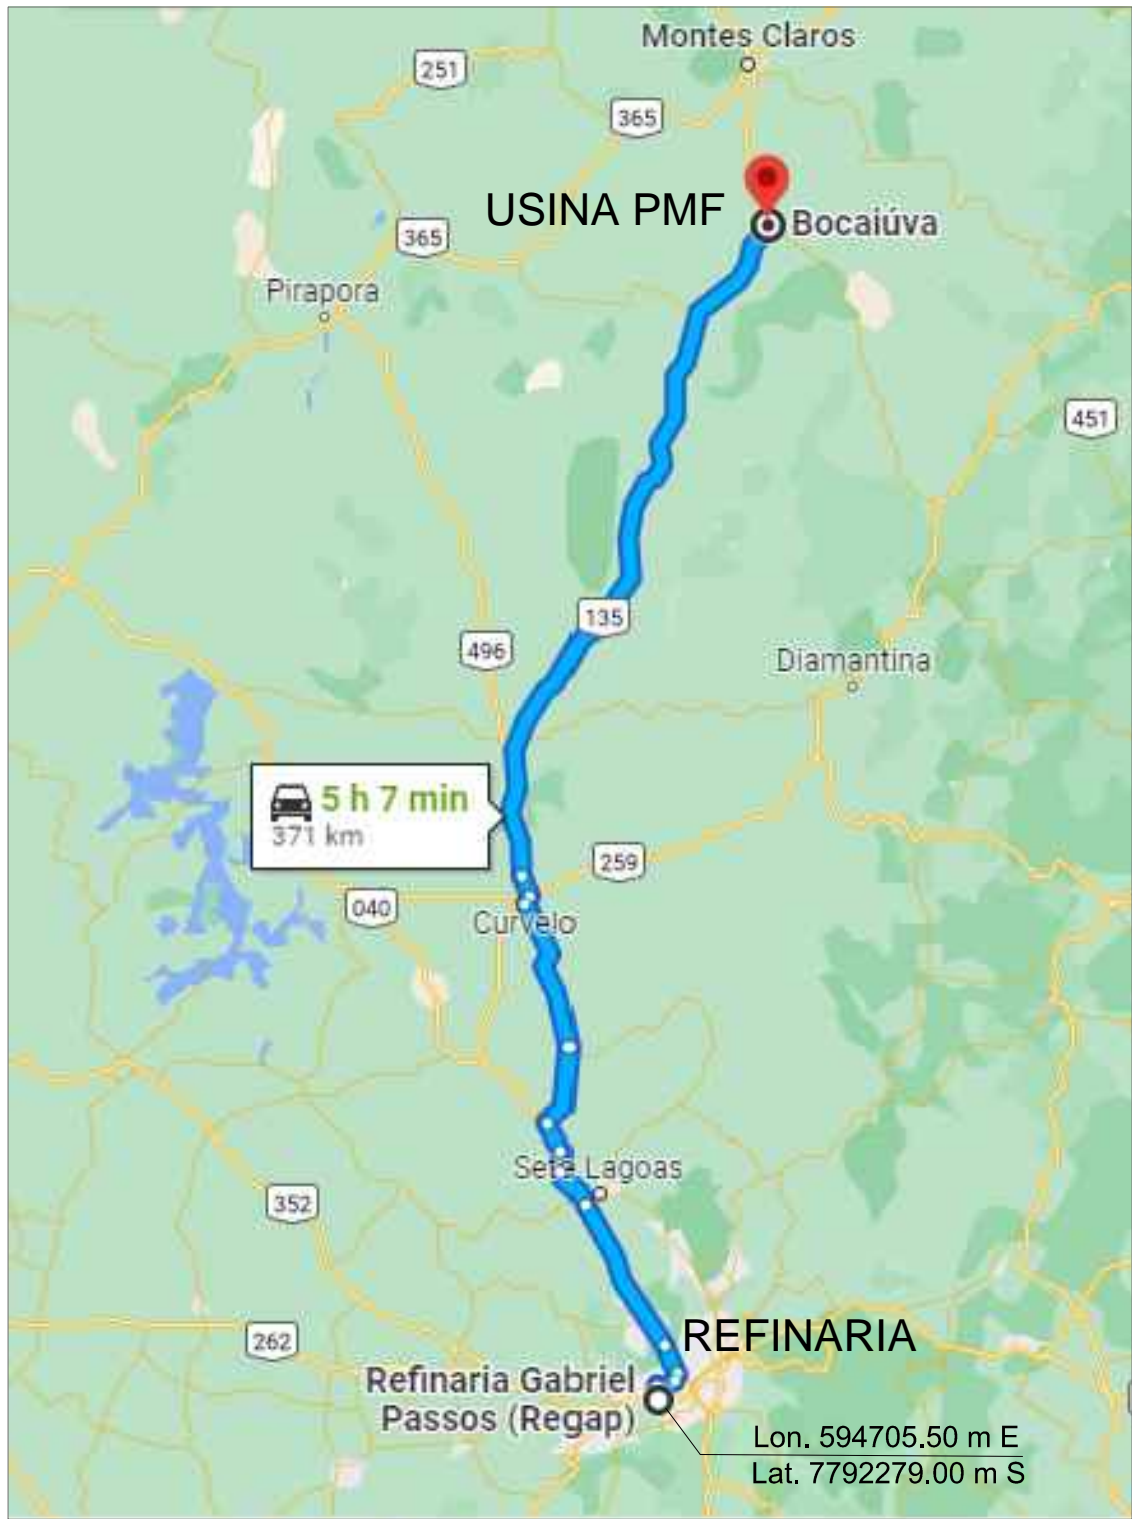 Montes Claros
251
365
USINA PMF
Bocaiúva
365
Pirapora
451
135
496
Diamantina
5 h 7 min
371 km
259
040
Curvelo
Sete Lagoas
352
262
REFINARIA
Refinaria Gabriel
Passos (Regap)
Lon. 594705.50 m E
Lat. 7792279.00 m S